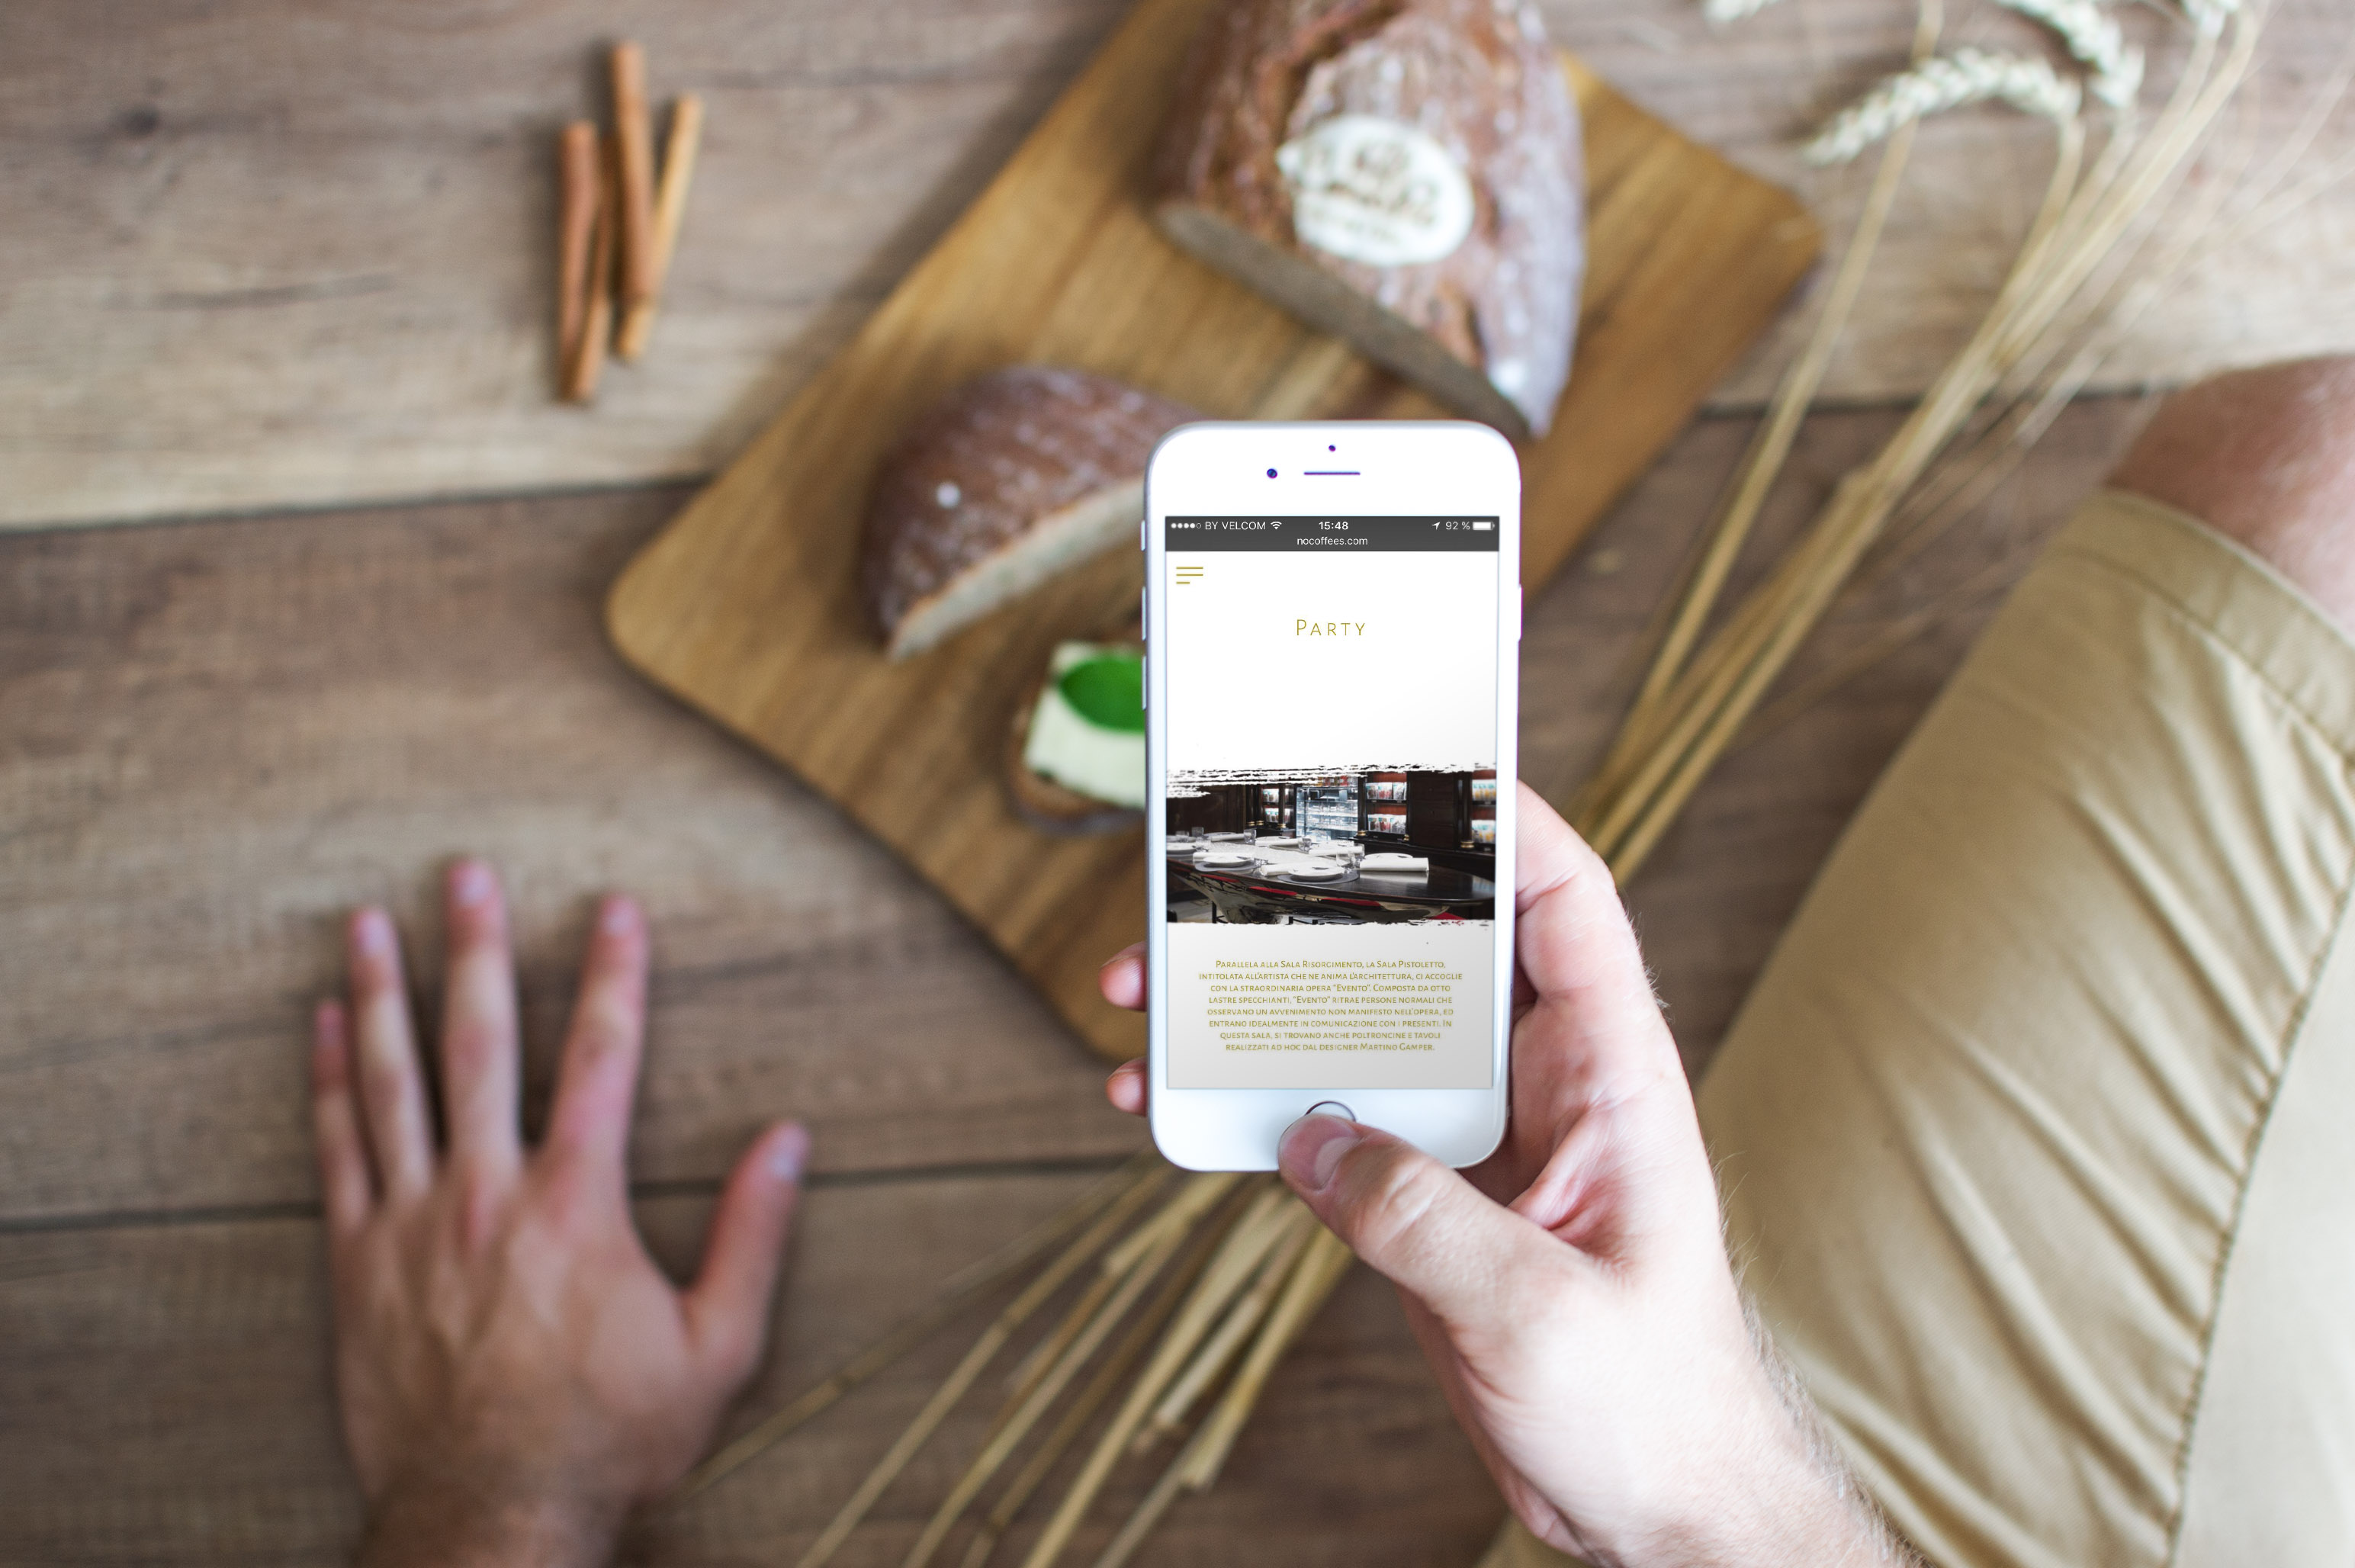 BY VELCOM 15:48 92 %
nocoffees.com
PARTY
PARALLELA ALLA SALA RISORGIMENTO, LA SALA PISTOLETTO,
INTITOLATA ALL'ARTISTA CHE NE ANIMA L'ARCHITETTURA, CI ACCOGLIE
CON LA STRAORDINARIA OPERA "EVENTO". COMPOSTA DA OTTO
LASTRE SPECCHIANTI, "EVENTO" RITRAE PERSONE NORMALI CHE
OSSERVANO UN AVVENIMENTO NON MANIFESTO NELL'OPERA, ED
ENTRANO IDEALMENTE IN COMUNICAZIONE CON I PRESENTI. IN
QUESTA SALA, SI TROVANO ANCHE POLTRONCINE E TAVOLI
REALIZZATI AD HOC DAL DESIGNER MARTINO GAMPER.